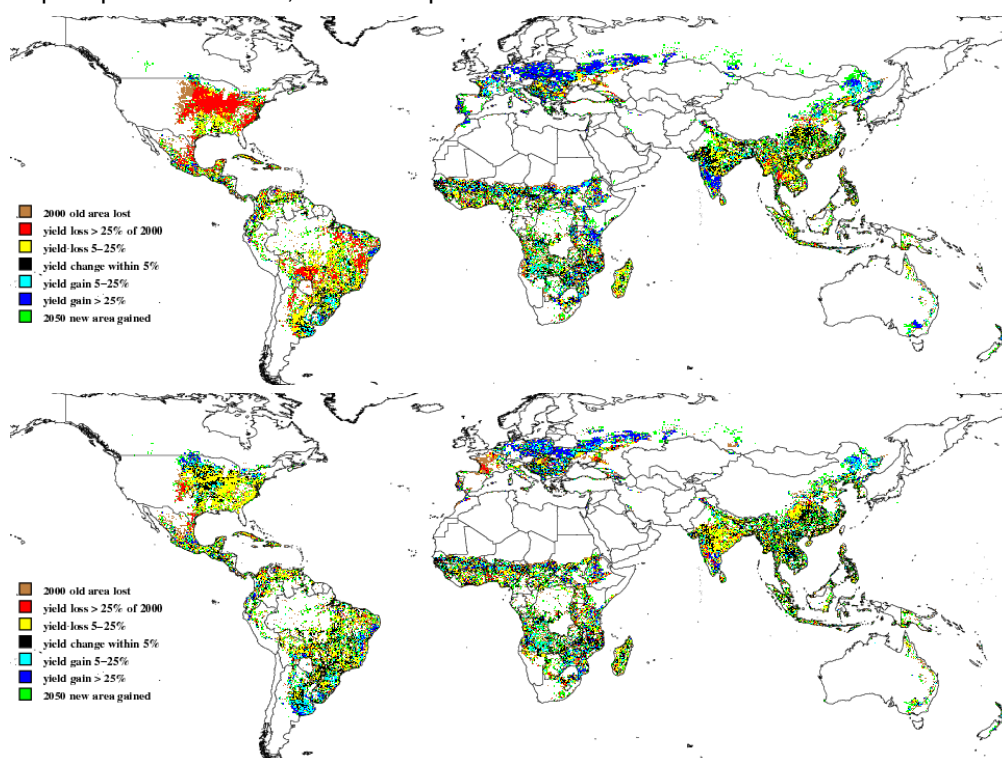 2000 old area lost
yield loss > 25% of 2000
yield loss 5-25%
yield change within 5%
yield gain 5-25%
yield gain > 25%
2050 new area gained
2000 old area lost
yield loss > 25% of 2000
yield loss 5-25%
yield change within 5%
yield gain 5-25%
yield gain > 25%
2050 new area gained